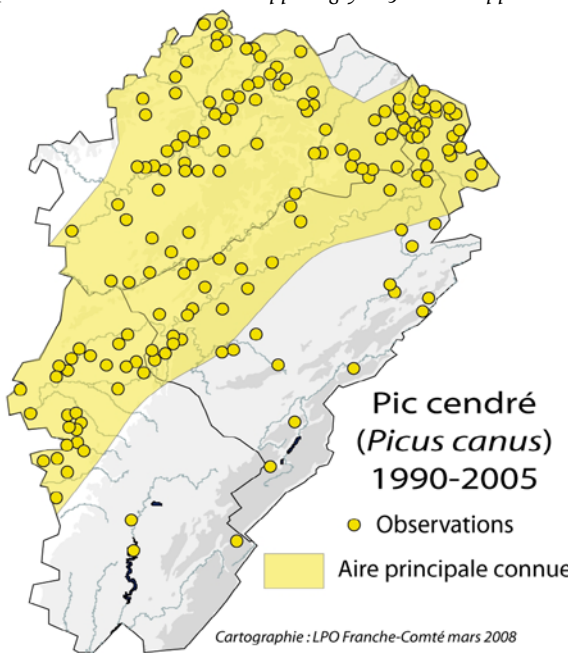 Pic cendré
(Picus canus)
1990-2005
Observations
Aire principale connue
Cartographie : LPO Franche-Comté mars 2008